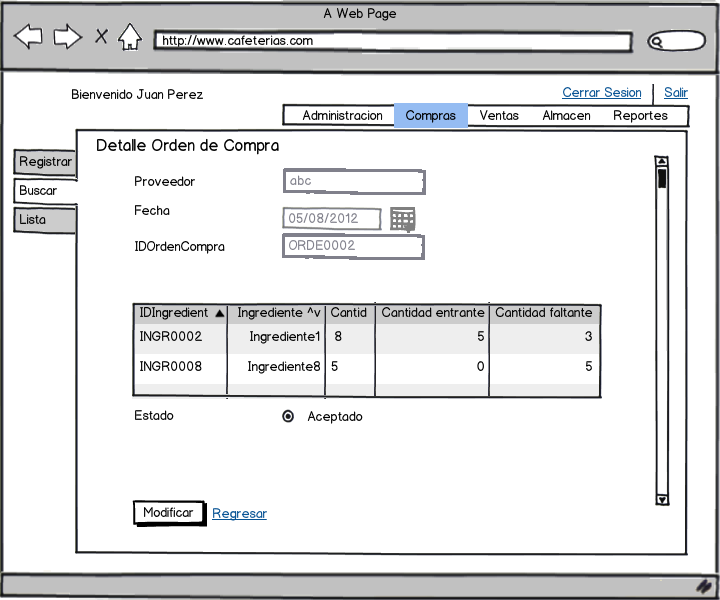 A Web Page
http://www.cafeterias.com
Bienvenido Juan Perez
Cerrar Sesion
Salir
Administracion Compras Ventas Almacen Reportes
Registrar
Buscar
Lista
Detalle Orden de Compra
Proveedor abc
Fecha 05/08/2012
IDOrdenCompra ORDE0002
IDIngredient ▲ Ingrediente ^v Cantid Cantidad entrante Cantidad faltante
INGR0002 Ingrediente1 8 5 3
INGR0008 Ingrediente8 5 0 5
Estado Aceptado
Modificar Regresar